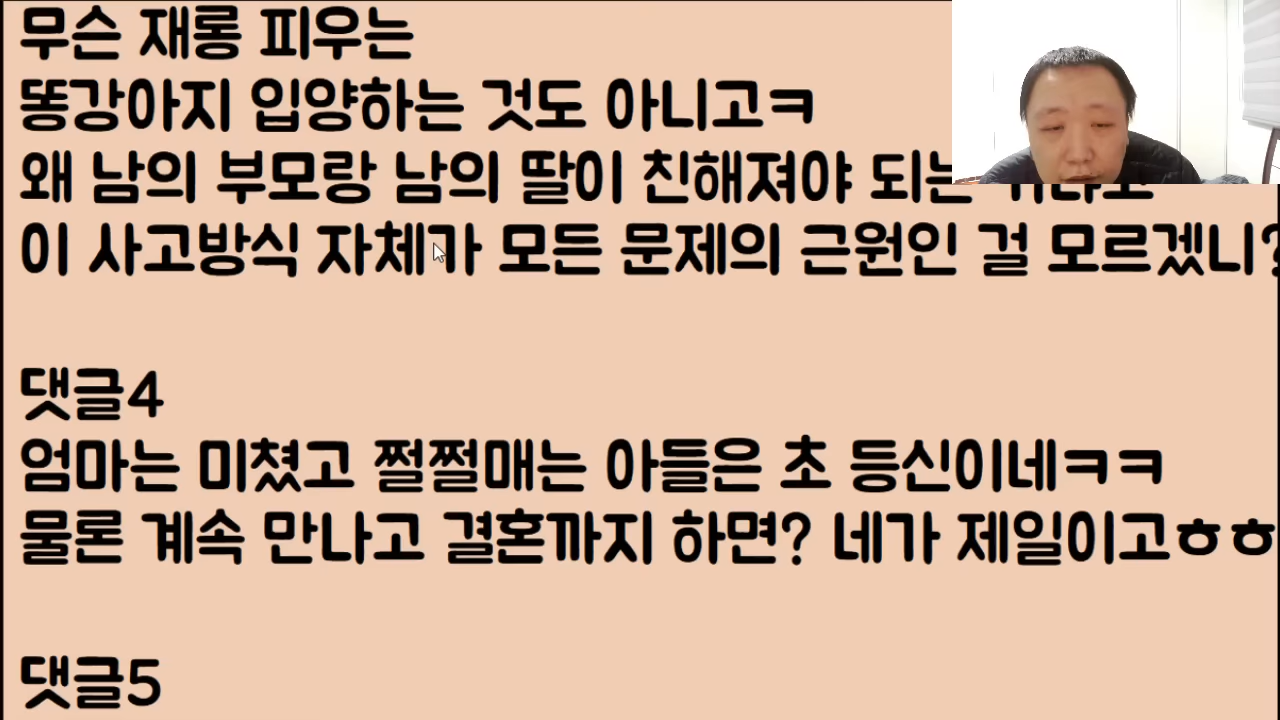 무슨 재롱 피우는
똥강아지 입양하는 것도 아니고ㅋ
왜 남의 부모랑 남의 딸이 친해져야 되는
이 사고방식 자체가 모든 문제의 근원인 걸 모르겠니?
댓글4
엄마는 미쳤고 쩔쩔매는 아들은 초 등신이네ㅋㅋ
물론 계속 만나고 결혼까지 하면? 네가 제일이고ㅎㅎ
댓글5